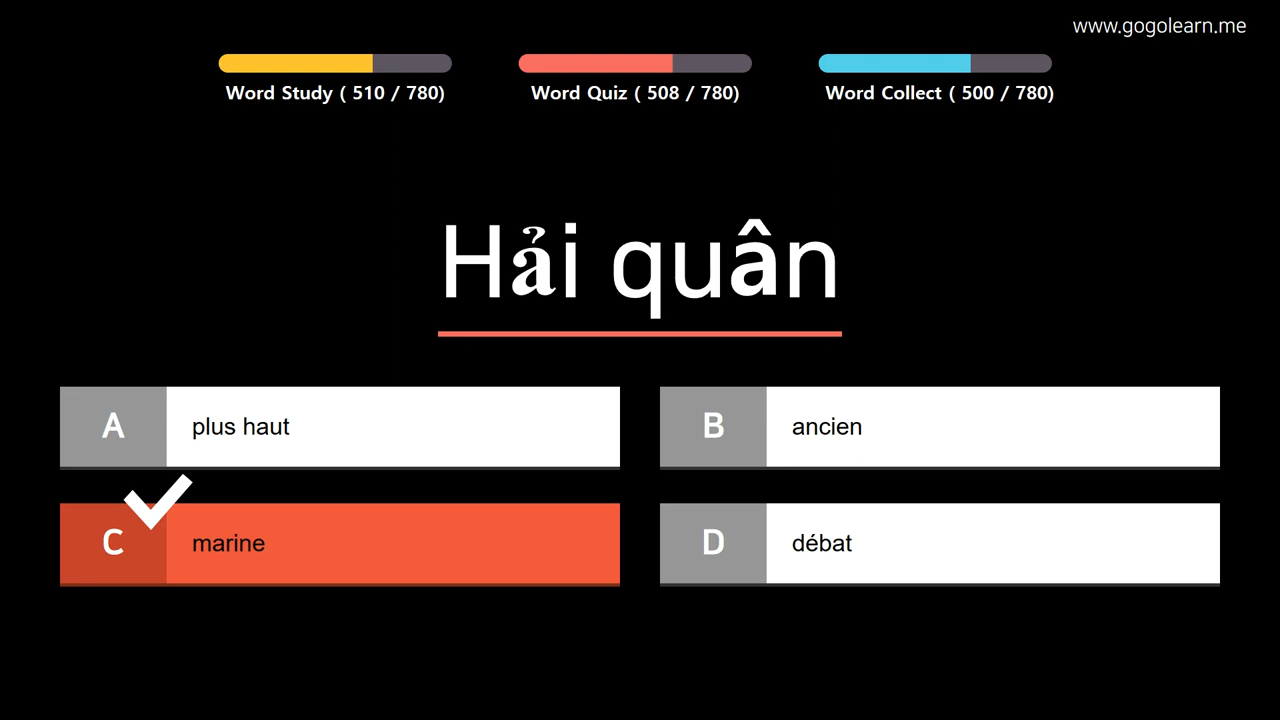 www.gogolearn.me
Word Study ( 510 / 780)
Word Quiz ( 508 / 780)
Word Collect ( 500 / 780)
Hải quân
A plus haut
B ancien
C marine
D débat